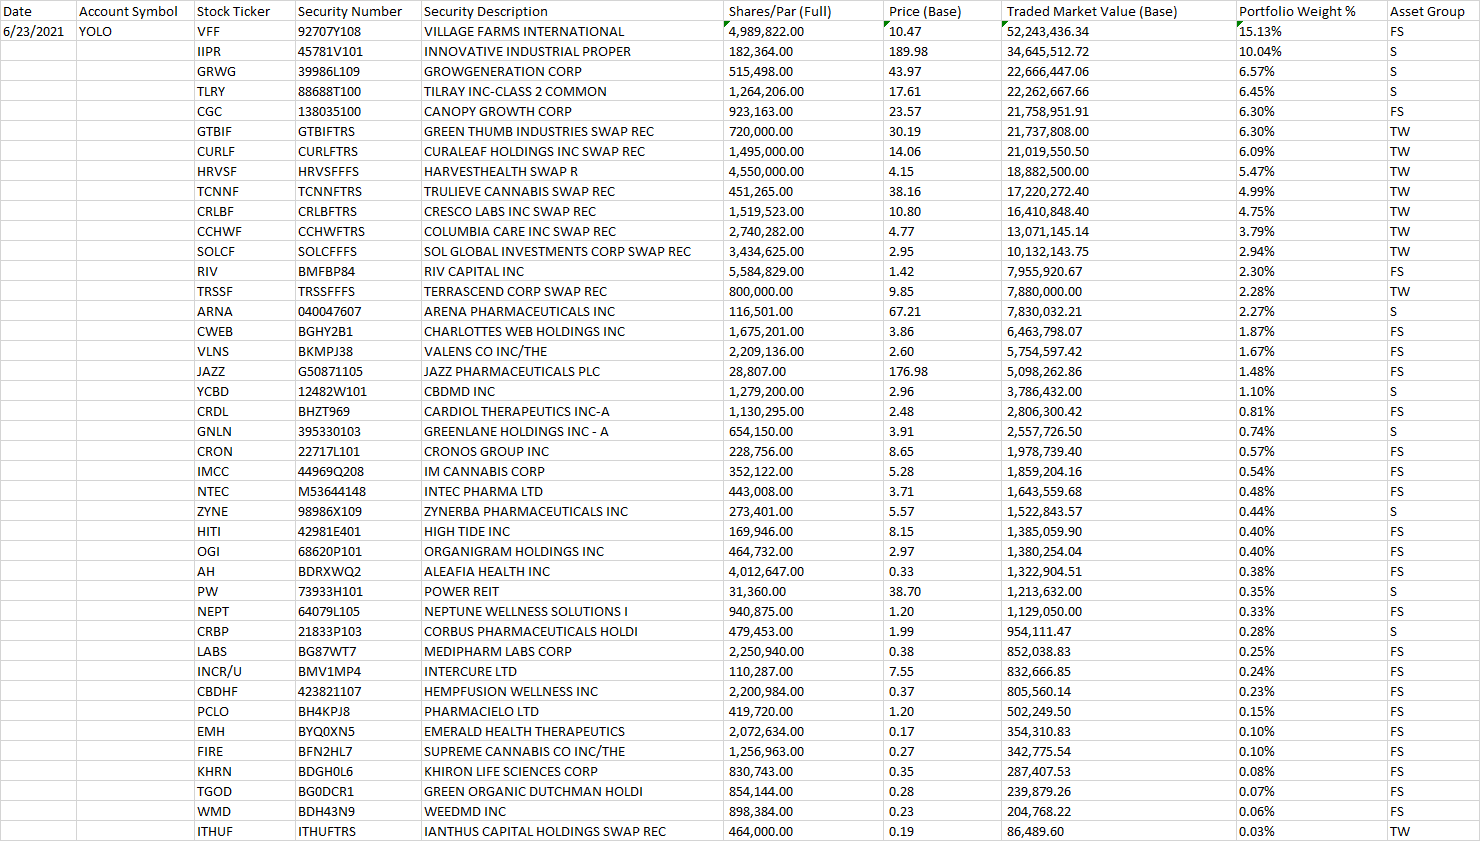 Date Account Symbol Stock Ticker Security Number Security Description Shares/Par (Full) Price (Base) Traded Market Value (Base) Portfolio Weight % Asset Group
6/23/2021 YOLO VFF 92707Y108 VILLAGE FARMS INTERNATIONAL 4,989,822.00 10.47 52,243,436.34 15.13% FS
IIPR 45781V101 INNOVATIVE INDUSTRIAL PROPER 182,364.00 189.98 34,645,512.72 10.04% S
GRWG 39986L109 GROWGENERATION CORP 515,498.00 43.97 22,666,447.06 6.57% S
TLRY 88688T100 TILRAY INC-CLASS 2 COMMON 1,264,206.00 17.61 22,262,667.66 6.45% S
CGC 138035100 CANOPY GROWTH CORP 923,163.00 23.57 21,758,951.91 6.30% FS
GTBIF GTBIFTRS GREEN THUMB INDUSTRIES SWAP REC 720,000.00 30.19 21,737,808.00 6.30% TW
CURLF CURLFTRS CURALEAF HOLDINGS INC SWAP REC 1,495,000.00 14.06 21,019,550.50 6.09% TW
HRVSF HRVSFFFS HARVESTHEALTH SWAP R 4,550,000.00 4.15 18,882,500.00 5.47% TW
TCNNF TCNNFTRS TRULIEVE CANNABIS SWAP REC 451,265.00 38.16 17,220,272.40 4.99% TW
CRLBF CRLBFTRS CRESCO LABS INC SWAP REC 1,519,523.00 10.80 16,410,848.40 4.75% TW
CCHWF CCHWFTRS COLUMBIA CARE INC SWAP REC 2,740,282.00 4.77 13,071,145.14 3.79% TW
SOLCF SOLCFFFS SOL GLOBAL INVESTMENTS CORP SWAP REC 3,434,625.00 2.95 10,132,143.75 2.94% TW
RIV BMFBP84 RIV CAPITAL INC 5,584,829.00 1.42 7,955,920.67 2.30% FS
TRSSF TRSSFFFS TERRASCEND CORP SWAP REC 800,000.00 9.85 7,880,000.00 2.28% TW
ARNA 040047607 ARENA PHARMACEUTICALS INC 116,501.00 67.21 7,830,032.21 2.27% S
CWEB BGHY2B1 CHARLOTTES WEB HOLDINGS INC 1,675,201.00 3.86 6,463,798.07 1.87% FS
VLNS BKMPJ38 VALENS CO INC/THE 2,209,136.00 2.60 5,754,597.42 1.67% FS
JAZZ G50871105 JAZZ PHARMACEUTICALS PLC 28,807.00 176.98 5,098,262.86 1.48% FS
YCBD 12482W101 CBDMD INC 1,279,200.00 2.96 3,786,432.00 1.10% S
CRDL BHZT969 CARDIOL THERAPEUTICS INC-A 1,130,295.00 2.48 2,806,300.42 0.81% FS
GNLN 395330103 GREENLANE HOLDINGS INC - A 654,150.00 3.91 2,557,726.50 0.74% S
CRON 22717L101 CRONOS GROUP INC 228,756.00 8.65 1,978,739.40 0.57% FS
IMCC 44969Q208 IM CANNABIS CORP 352,122.00 5.28 1,859,204.16 0.54% FS
NTEC M53644148 INTEC PHARMA LTD 443,008.00 3.71 1,643,559.68 0.48% FS
ZYNE 98986X109 ZYNERBA PHARMACEUTICALS INC 273,401.00 5.57 1,522,843.57 0.44% S
HITI 42981E401 HIGH TIDE INC 169,946.00 8.15 1,385,059.90 0.40% FS
OGI 68620P101 ORGANIGRAM HOLDINGS INC 464,732.00 2.97 1,380,254.04 0.40% FS
AH BDRXWQ2 ALEAFIA HEALTH INC 4,012,647.00 0.33 1,322,904.51 0.38% FS
PW 73933H101 POWER REIT 31,360.00 38.70 1,213,632.00 0.35% S
NEPT 64079L105 NEPTUNE WELLNESS SOLUTIONS I 940,875.00 1.20 1,129,050.00 0.33% FS
CRBP 21833P103 CORBUS PHARMACEUTICALS HOLDI 479,453.00 1.99 954,111.47 0.28% S
LABS BG87WT7 MEDIPHARM LABS CORP 2,250,940.00 0.38 852,038.83 0.25% FS
INCR/U BMV1MP4 INTERCURE LTD 110,287.00 7.55 832,666.85 0.24% FS
CBDHF 423821107 HEMPFUSION WELLNESS INC 2,200,984.00 0.37 805,560.14 0.23% FS
PCLO BH4KPJ8 PHARMACIELO LTD 419,720.00 1.20 502,249.50 0.15% FS
EMH BYQ0XN5 EMERALD HEALTH THERAPEUTICS 2,072,634.00 0.17 354,310.83 0.10% FS
FIRE BFN2HL7 SUPREME CANNABIS CO INC/THE 1,256,963.00 0.27 342,775.54 0.10% FS
KHRN BDGH0L6 KHIRON LIFE SCIENCES CORP 830,743.00 0.35 287,407.53 0.08% FS
TGOD BG0DCR1 GREEN ORGANIC DUTCHMAN HOLDI 854,144.00 0.28 239,879.26 0.07% FS
WMD BDH43N9 WEEDMD INC 898,384.00 0.23 204,768.22 0.06% FS
ITHUF ITHUFTRS IANTHUS CAPITAL HOLDINGS SWAP REC 464,000.00 0.19 86,489.60 0.03% TW